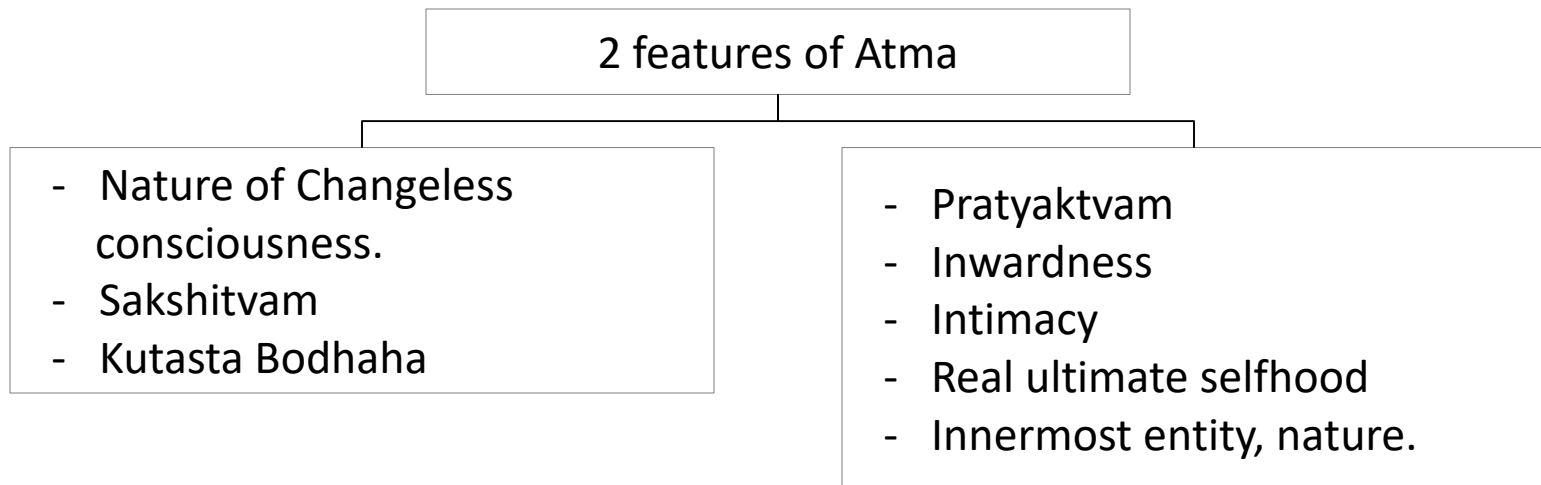 2 features of Atma
- Nature of Changeless
consciousness.
- Sakshitvam
- Kutasta Bodhaha
- Pratyaktvam
- Inwardness
- Intimacy
- Real ultimate selfhood
- Innermost entity, nature.